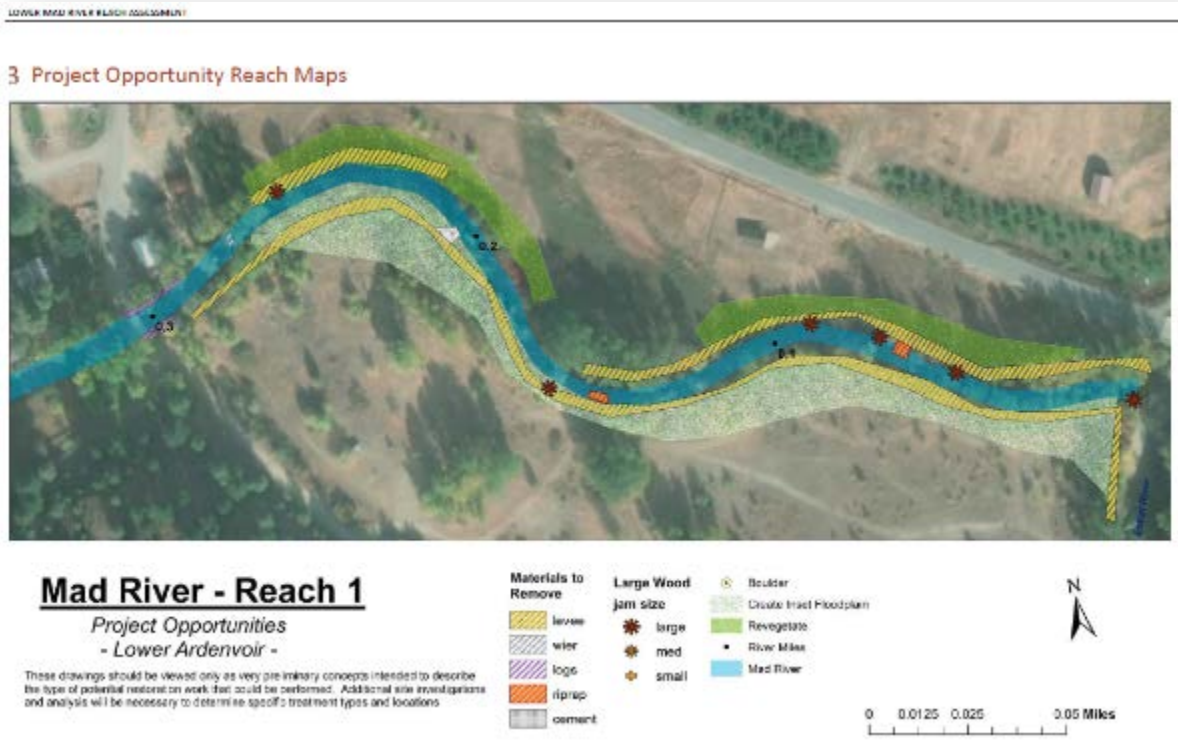 LOWER MAD RIVER REACH ASSESSMENT
3 Project Opportunity Reach Maps
0.2
0.3
0.1
Mad River - Reach 1
Project Opportunities
- Lower Ardenvoir -
These drawings should be viewed only as very preliminary concepts intended to describe
the type of potential restoration work that could be performed. Additional site investigations
and analysis will be necessary to determine specific treatment types and locations
Materials to
Remove
levee
wier
logs
riprap
cement
Large Wood
jam size
large
med
small
Boulder
Create Inset Floodplain
Revegetate
River Miles
Mad River
N
0 0.0125 0.025 0.05 Miles